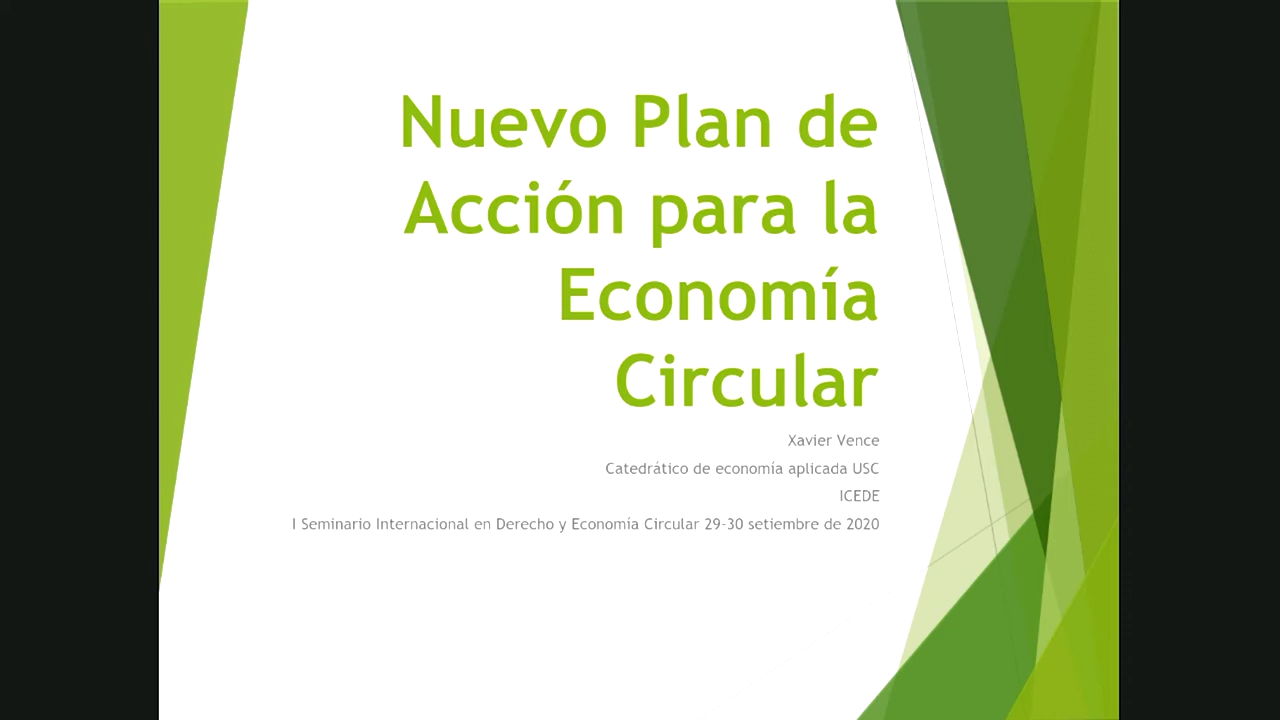 Nuevo Plan de
Acción para la
Economía
Circular
Xavier Vence
Catedrático de economía aplicada USC
ICEDE
I Seminario Internacional en Derecho y Economía Circular 29-30 setiembre de 2020